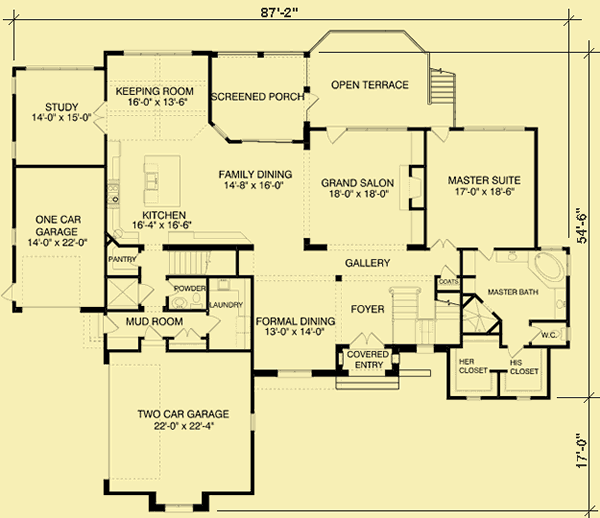 87'-2"
KEEPING ROOM
16'-0" x 13'-6"
STUDY
14'-0" x 15'-0"
SCREENED PORCH
OPEN TERRACE
FAMILY DINING
14'-8" x 16'-0"
GRAND SALON
18'-0" x 18'-0"
MASTER SUITE
17'-0" x 18'-6"
54'-6"
ONE CAR
GARAGE
14'-0" x 22'-0"
KITCHEN
16'-4" x 16'-6"
PANTRY
GALLERY
POWDER
LAUNDRY
COATS
MASTER BATH
FOYER
MUD ROOM
FORMAL DINING
13'-0" x 14'-0"
W.C.
COVERED
ENTRY
HER
CLOSET
HIS
CLOSET
TWO CAR GARAGE
22'-0" x 22'-4"
17'-0"